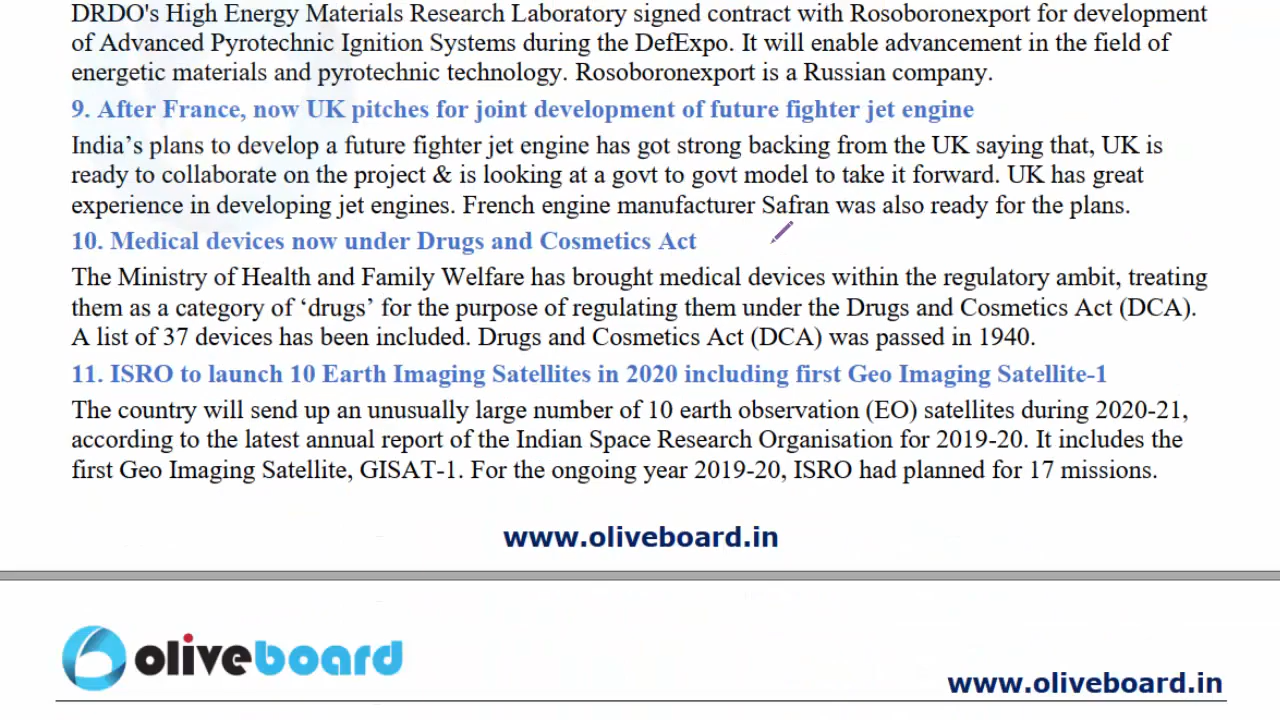 DRDO's High Energy Materials Research Laboratory signed contract with Rosoboronexport for development
of Advanced Pyrotechnic Ignition Systems during the DefExpo. It will enable advancement in the field of
energetic materials and pyrotechnic technology. Rosoboronexport is a Russian company.
9. After France, now UK pitches for joint development of future fighter jet engine
India’s plans to develop a future fighter jet engine has got strong backing from the UK saying that, UK is
ready to collaborate on the project & is looking at a govt to govt model to take it forward. UK has great
experience in developing jet engines. French engine manufacturer Safran was also ready for the plans.
10. Medical devices now under Drugs and Cosmetics Act
The Ministry of Health and Family Welfare has brought medical devices within the regulatory ambit, treating
them as a category of ‘drugs’ for the purpose of regulating them under the Drugs and Cosmetics Act (DCA).
A list of 37 devices has been included. Drugs and Cosmetics Act (DCA) was passed in 1940.
11. ISRO to launch 10 Earth Imaging Satellites in 2020 including first Geo Imaging Satellite-1
The country will send up an unusually large number of 10 earth observation (EO) satellites during 2020-21,
according to the latest annual report of the Indian Space Research Organisation for 2019-20. It includes the
first Geo Imaging Satellite, GISAT-1. For the ongoing year 2019-20, ISRO had planned for 17 missions.
www.oliveboard.in
oliveboard
www.oliveboard.in